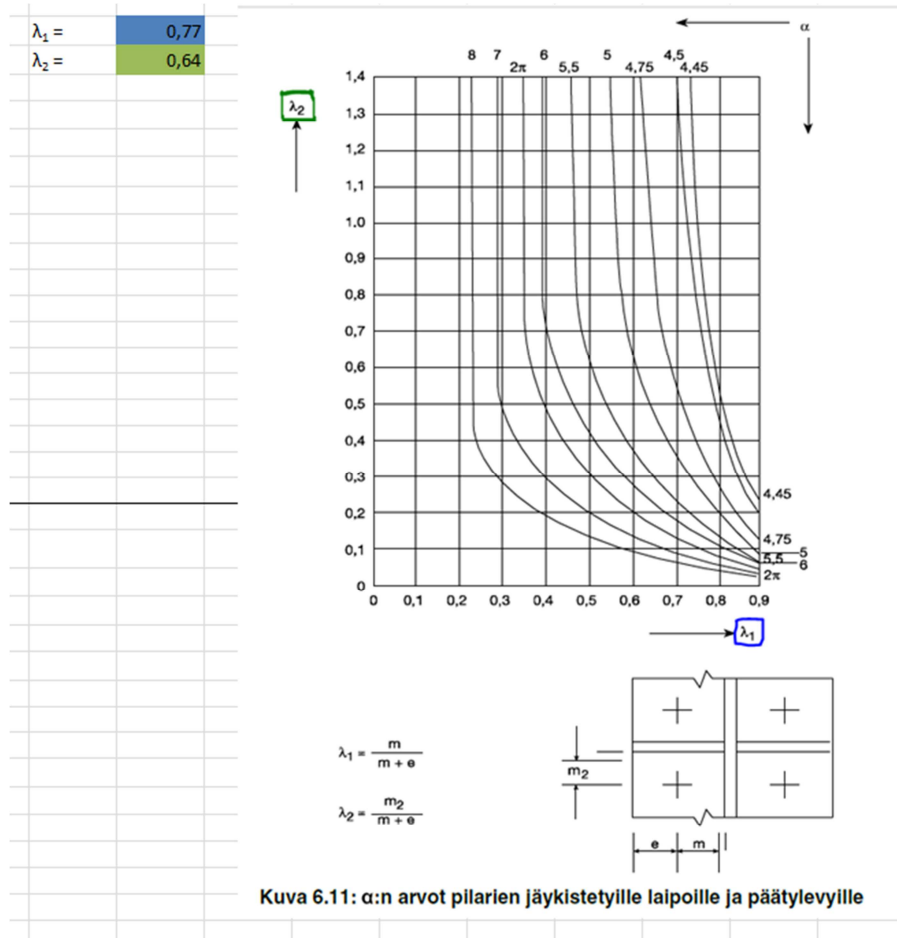 λ1 = 0,77
λ2 = 0,64
α
8 7 2π 6 5,5 5 4,75 4,5 4,45
λ2
1,4
1,3
1,2
1,1
1.0
0,9
0,8
0,7
0,6
0,5
0,4
0,3
0,2
0,1
0
4,45
4,75
5
5,5
6
2π
0 0,1 0,2 0,3 0,4 0,5 0,6 0,7 0,8 0,9
λ1
λ1 = m / m + e
λ2 = m2 / m + e
m2
e m
Kuva 6.11: α:n arvot pilarien jäykistetyille laipoille ja päätylevyille